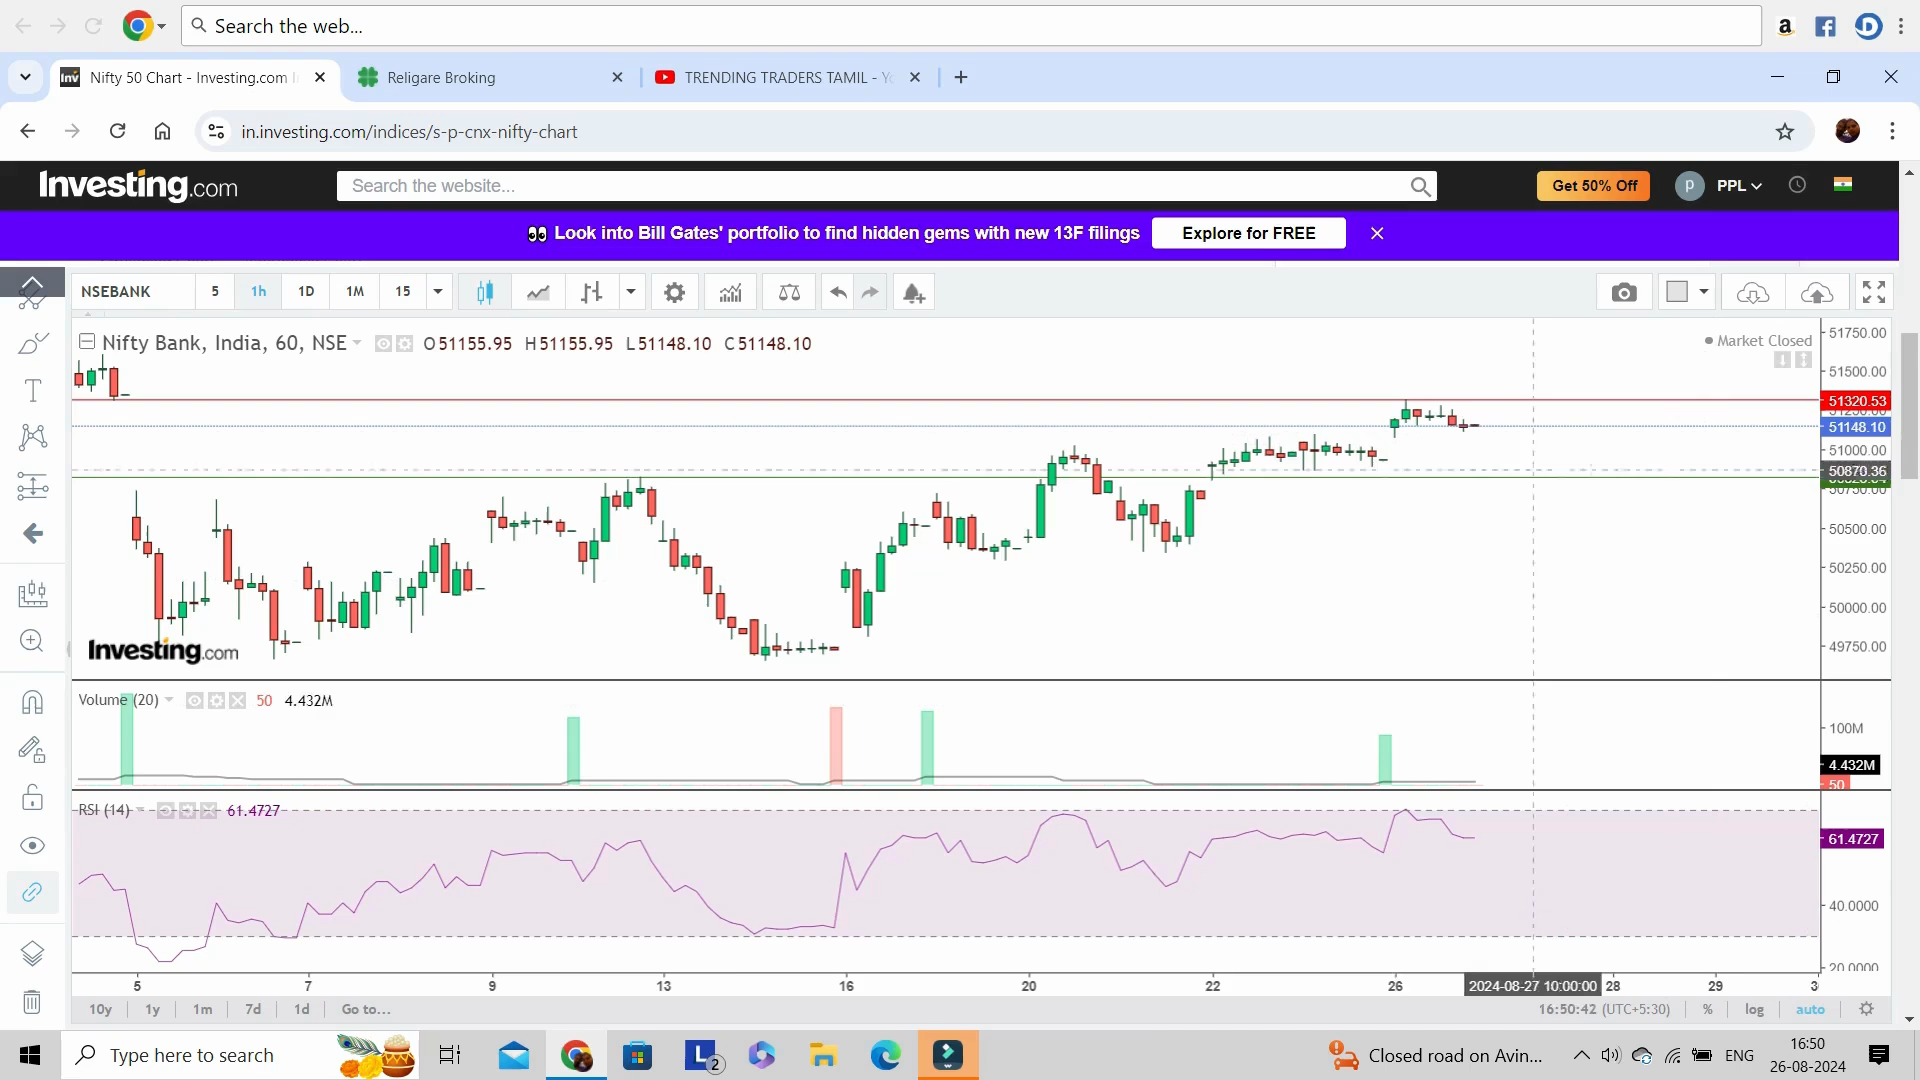 Search the web...
Nifty 50 Chart - Investing.com
Religare Broking
TRENDING TRADERS TAMIL -
in.investing.com/indices/s-p-cnx-nifty-chart
Investing.com
Search the website...
Get 50% Off
P
PPL
Look into Bill Gates' portfolio to find hidden gems with new 13F filings
Explore for FREE
NSEBANK
5
1h
1D
1M
15
Nifty Bank, India, 60, NSE
O51155.95 H51155.95 L51148.10 C51148.10
Market Closed
51750.00
51500.00
51320.53
51250.00
51148.10
51000.00
50870.36
50750.00
50500.00
50250.00
50000.00
49750.00
Investing.com
Volume (20)
50 4.432M
100M
4.432M
50
RSI (14)
61.4727
61.4727
40.0000
20.0000
5
7
9
13
16
20
22
26
2024-08-27 10:00:00
28
29
3
10y
1y
1m
7d
1d
Go to...
16:50:42 (UTC+5:30)
%
log
auto
Type here to search
2
Closed road on Avin...
ENG
16:50
26-08-2024